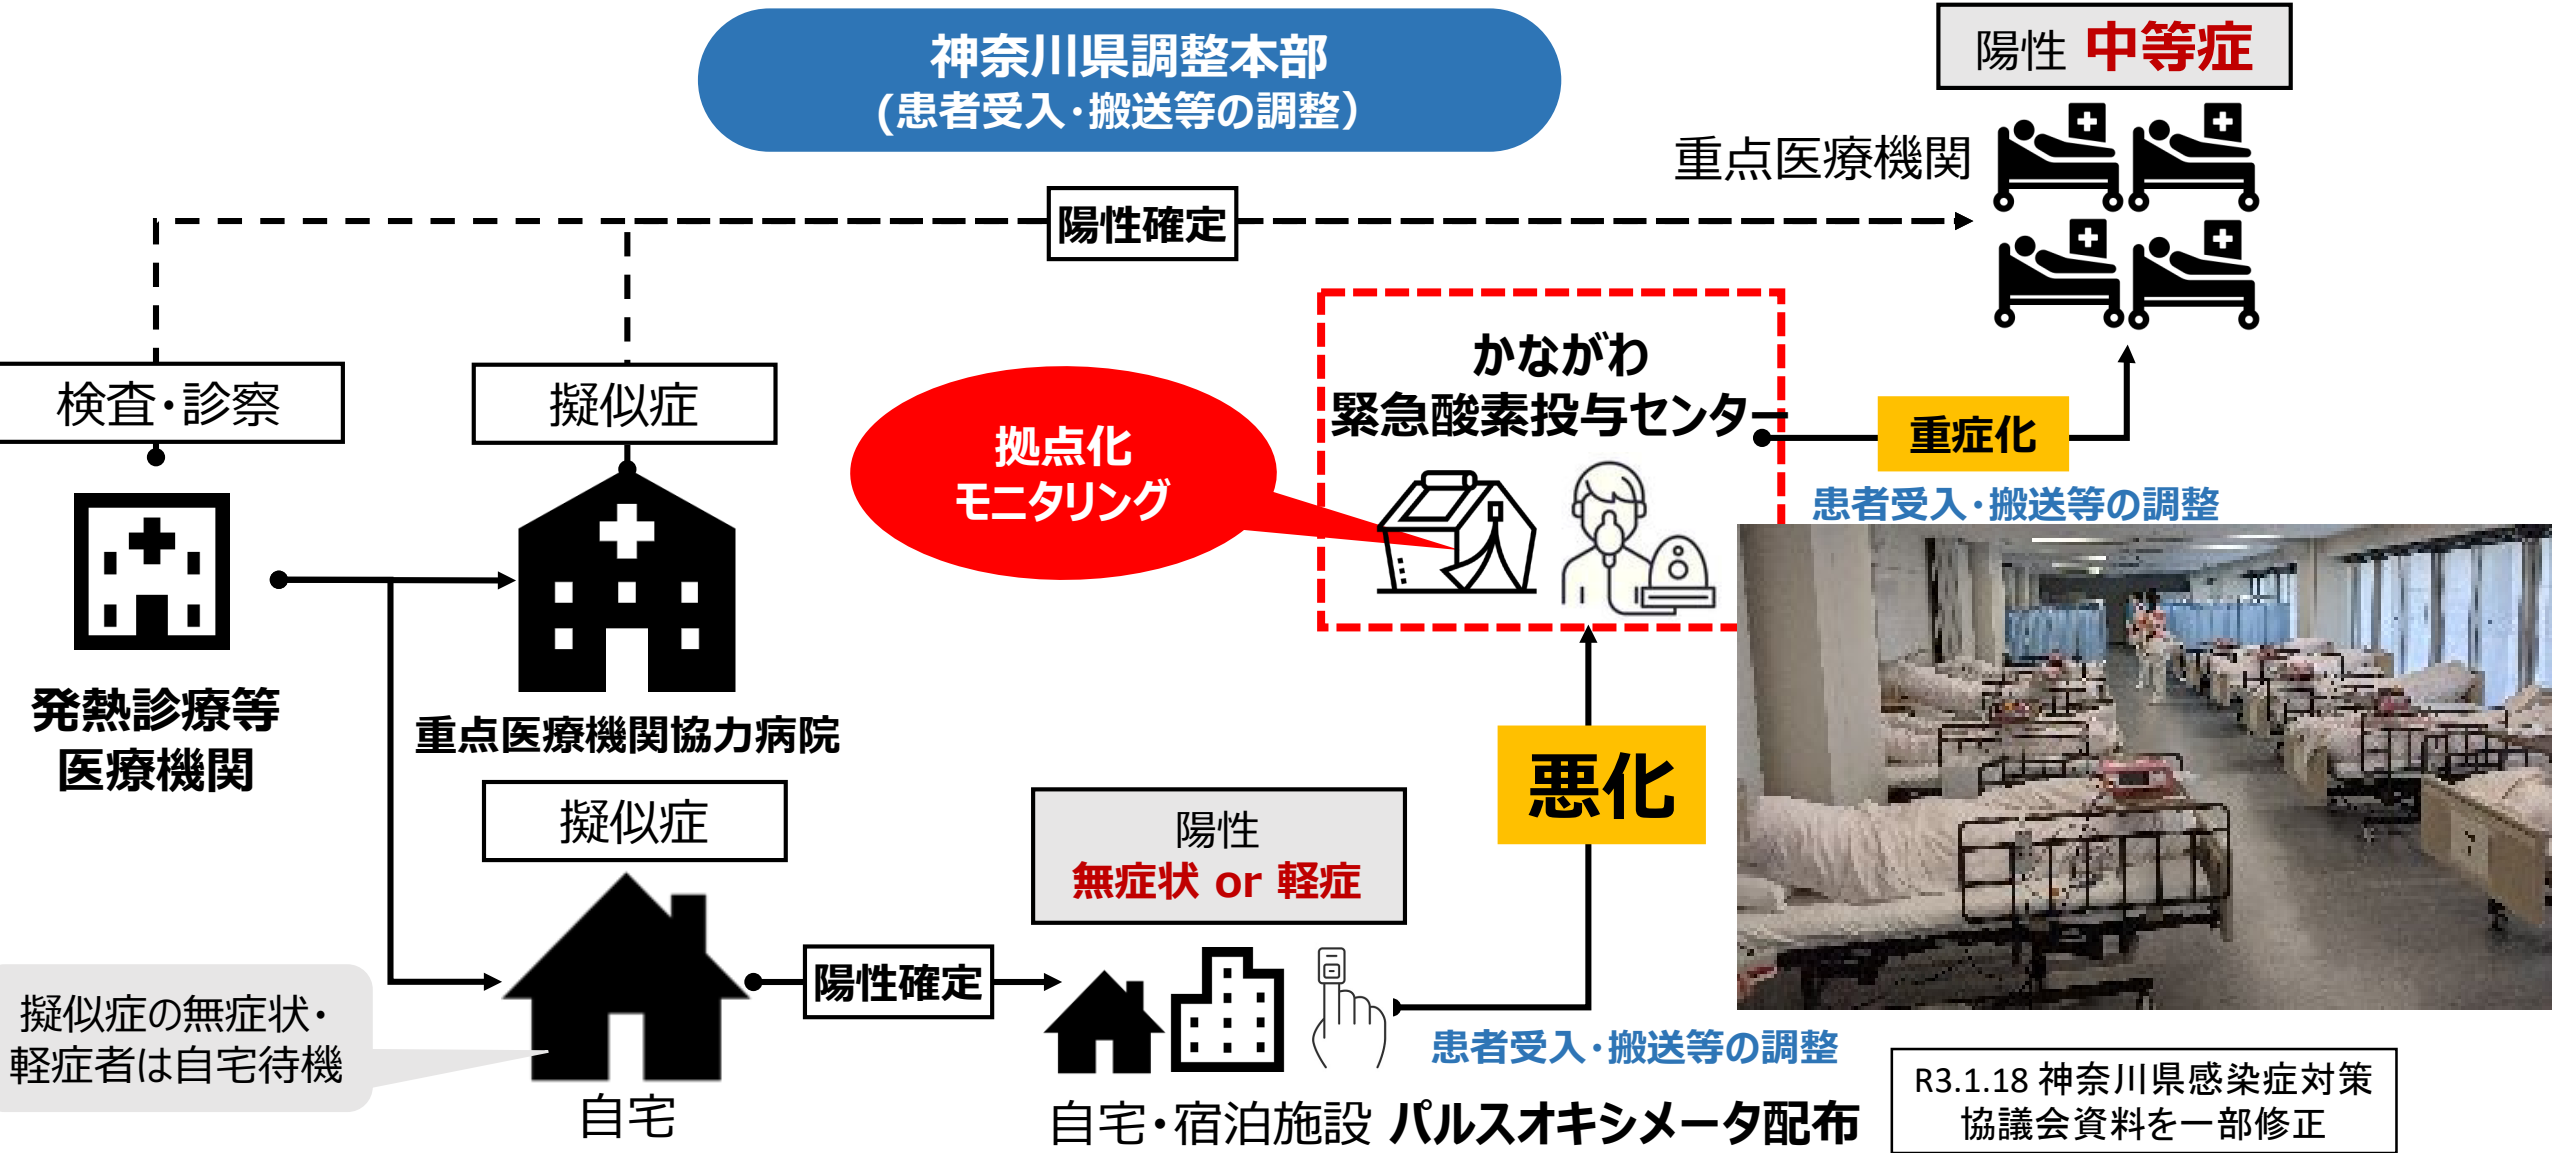 神奈川県調整本部
(患者受入・搬送等の調整）
陽性 中等症
重点医療機関
陽性確定
検査・診察
擬似症
かながわ
緊急酸素投与センター
拠点化
モニタリング
重症化
患者受入・搬送等の調整
発熱診療等
医療機関
重点医療機関協力病院
擬似症
陽性
無症状 or 軽症
悪化
陽性確定
擬似症の無症状・
軽症者は自宅待機
自宅
患者受入・搬送等の調整
自宅・宿泊施設 パルスオキシメータ配布
R3.1.18 神奈川県感染症対策
協議会資料を一部修正